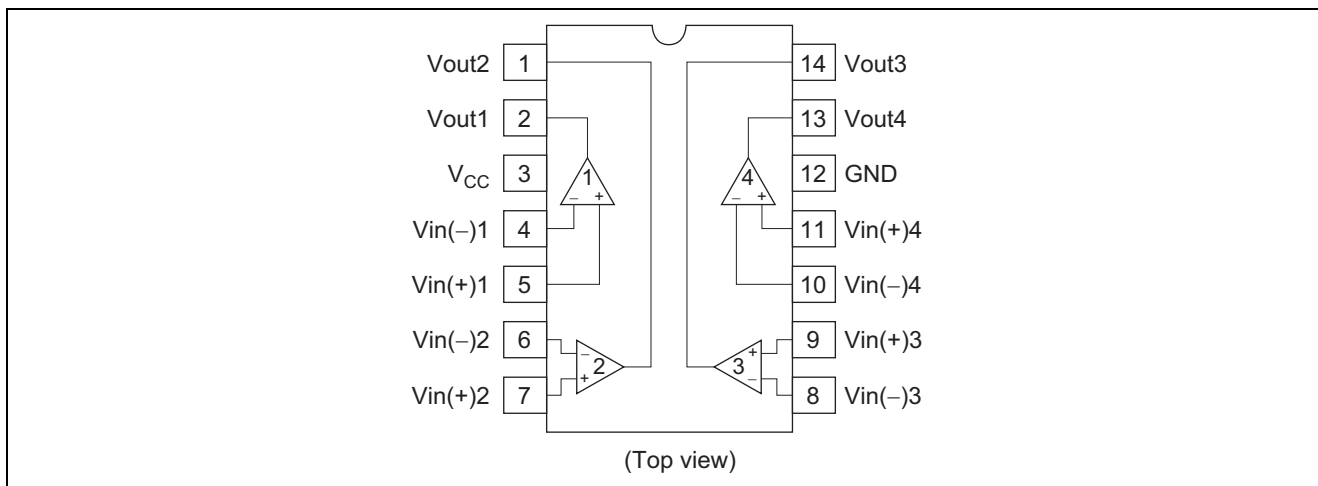 Vout2 1
14 Vout3
Vout1 2
13 Vout4
1
4
V_CC 3
12 GND
− +
− +
Vin(−)1 4
11 Vin(+)4
Vin(+)1 5
10 Vin(−)4
Vin(−)2 6
9 Vin(+)3
−
2
+
+
3
−
Vin(+)2 7
8 Vin(−)3
(Top view)